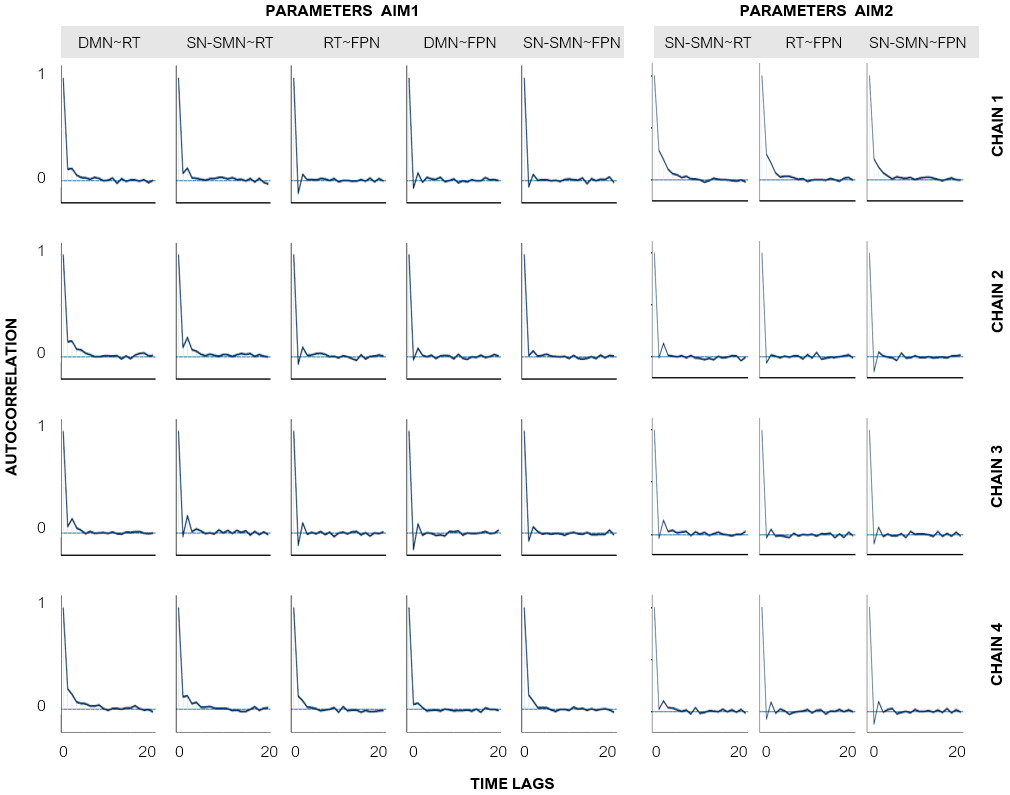 PARAMETERS AIM1 PARAMETERS AIM2
DMN~RT SN-SMN~RT RT~FPN DMN~FPN SN-SMN~FPN SN-SMN~RT RT~FPN SN-SMN~FPN
1
0
CHAIN 1
1
0
CHAIN 2
AUTOCORRELATION
1
0
CHAIN 3
1
0
CHAIN 4
0 20 0 20 0 20 0 20 0 20 0 20 0 20 0 20
TIME LAGS